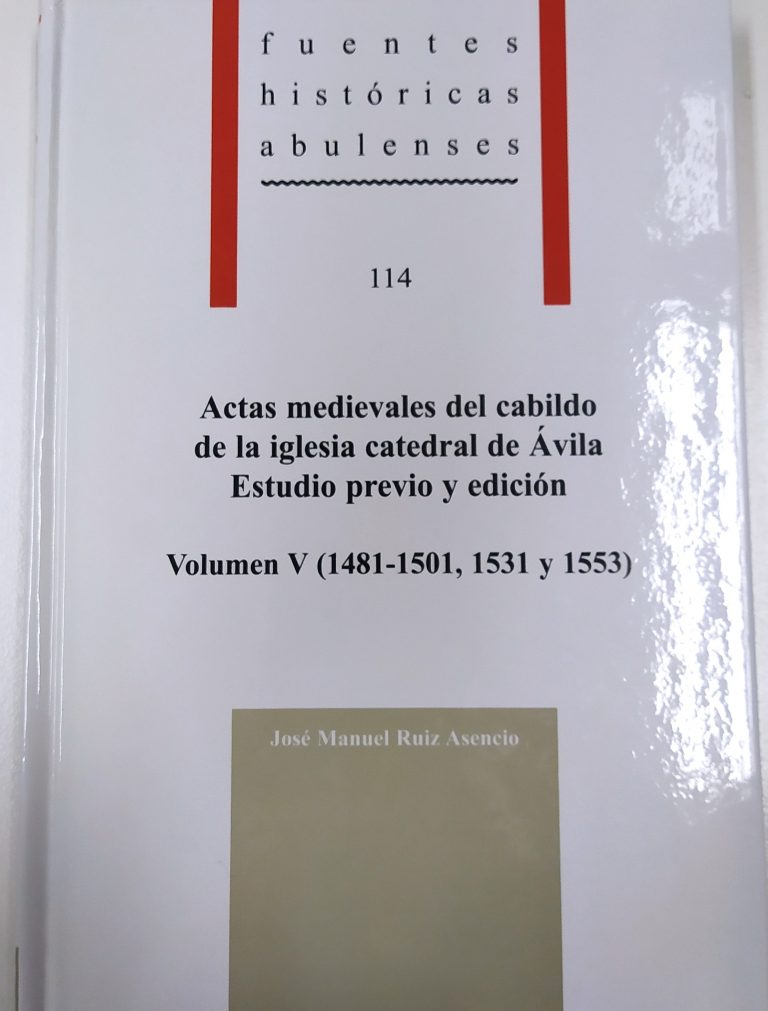 fuentes
históricas
abulenses
114
Actas medievales del cabildo
de la iglesia catedral de Ávila
Estudio previo y edición
Volumen V (1481-1501, 1531 y 1553)
José Manuel Ruiz Asencio